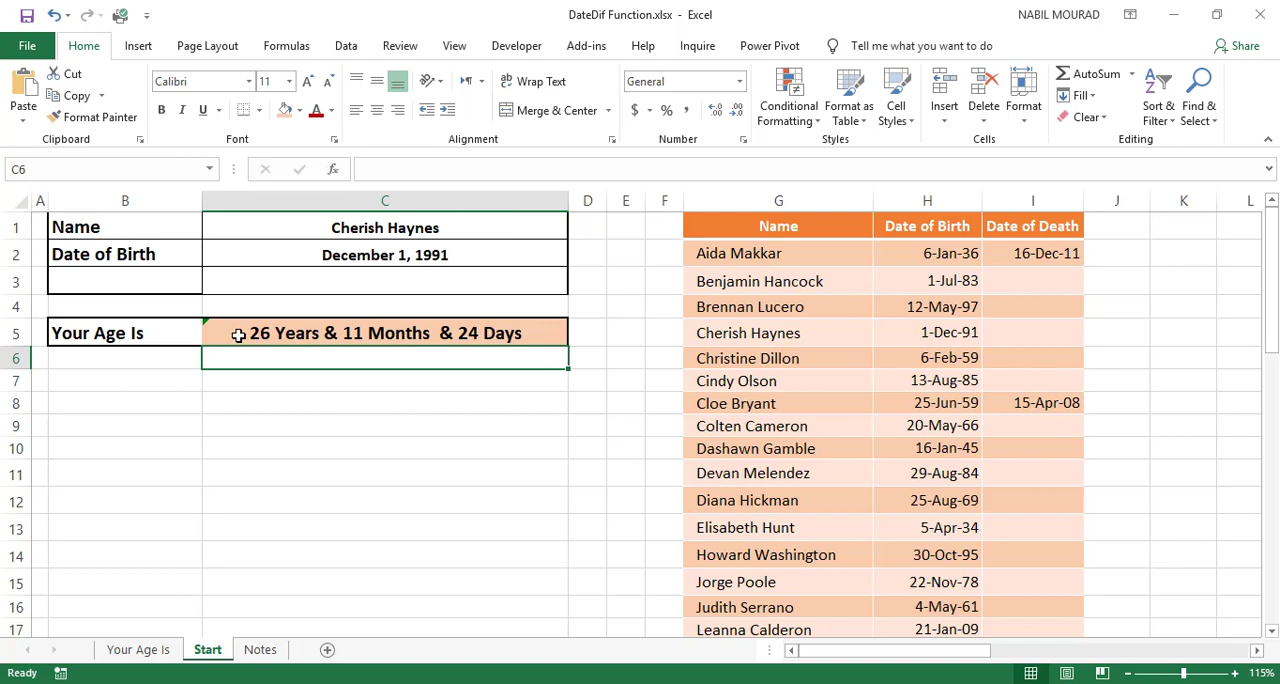 DateDif Function.xlsx - Excel
NABIL MOURAD
File Home Insert Page Layout Formulas Data Review View Developer Add-ins Help Inquire Power Pivot Tell me what you want to do Share
Paste
Cut
Copy
Format Painter
Clipboard
Calibri 11
B I U
Font
Wrap Text
Merge & Center
Alignment
General
$ % ,
Number
Conditional Formatting
Format as Table
Cell Styles
Styles
Insert Delete Format
Cells
AutoSum
Fill
Clear
Sort & Filter
Find & Select
Editing
C6
fx
A B C D E F G H I J K L
1 Name Cherish Haynes Name Date of Birth Date of Death
2 Date of Birth December 1, 1991 Aida Makkar 6-Jan-36 16-Dec-11
3 Benjamin Hancock 1-Jul-83
4 Brennan Lucero 12-May-97
5 Your Age Is 26 Years & 11 Months  & 24 Days Cherish Haynes 1-Dec-91
6 Christine Dillon 6-Feb-59
7 Cindy Olson 13-Aug-85
8 Cloe Bryant 25-Jun-59 15-Apr-08
9 Colten Cameron 20-May-66
10 Dashawn Gamble 16-Jan-45
11 Devan Melendez 29-Aug-84
12 Diana Hickman 25-Aug-69
13 Elisabeth Hunt 5-Apr-34
14 Howard Washington 30-Oct-95
15 Jorge Poole 22-Nov-78
16 Judith Serrano 4-May-61
17 Leanna Calderon 21-Jan-09
Your Age Is Start Notes
Ready 115%